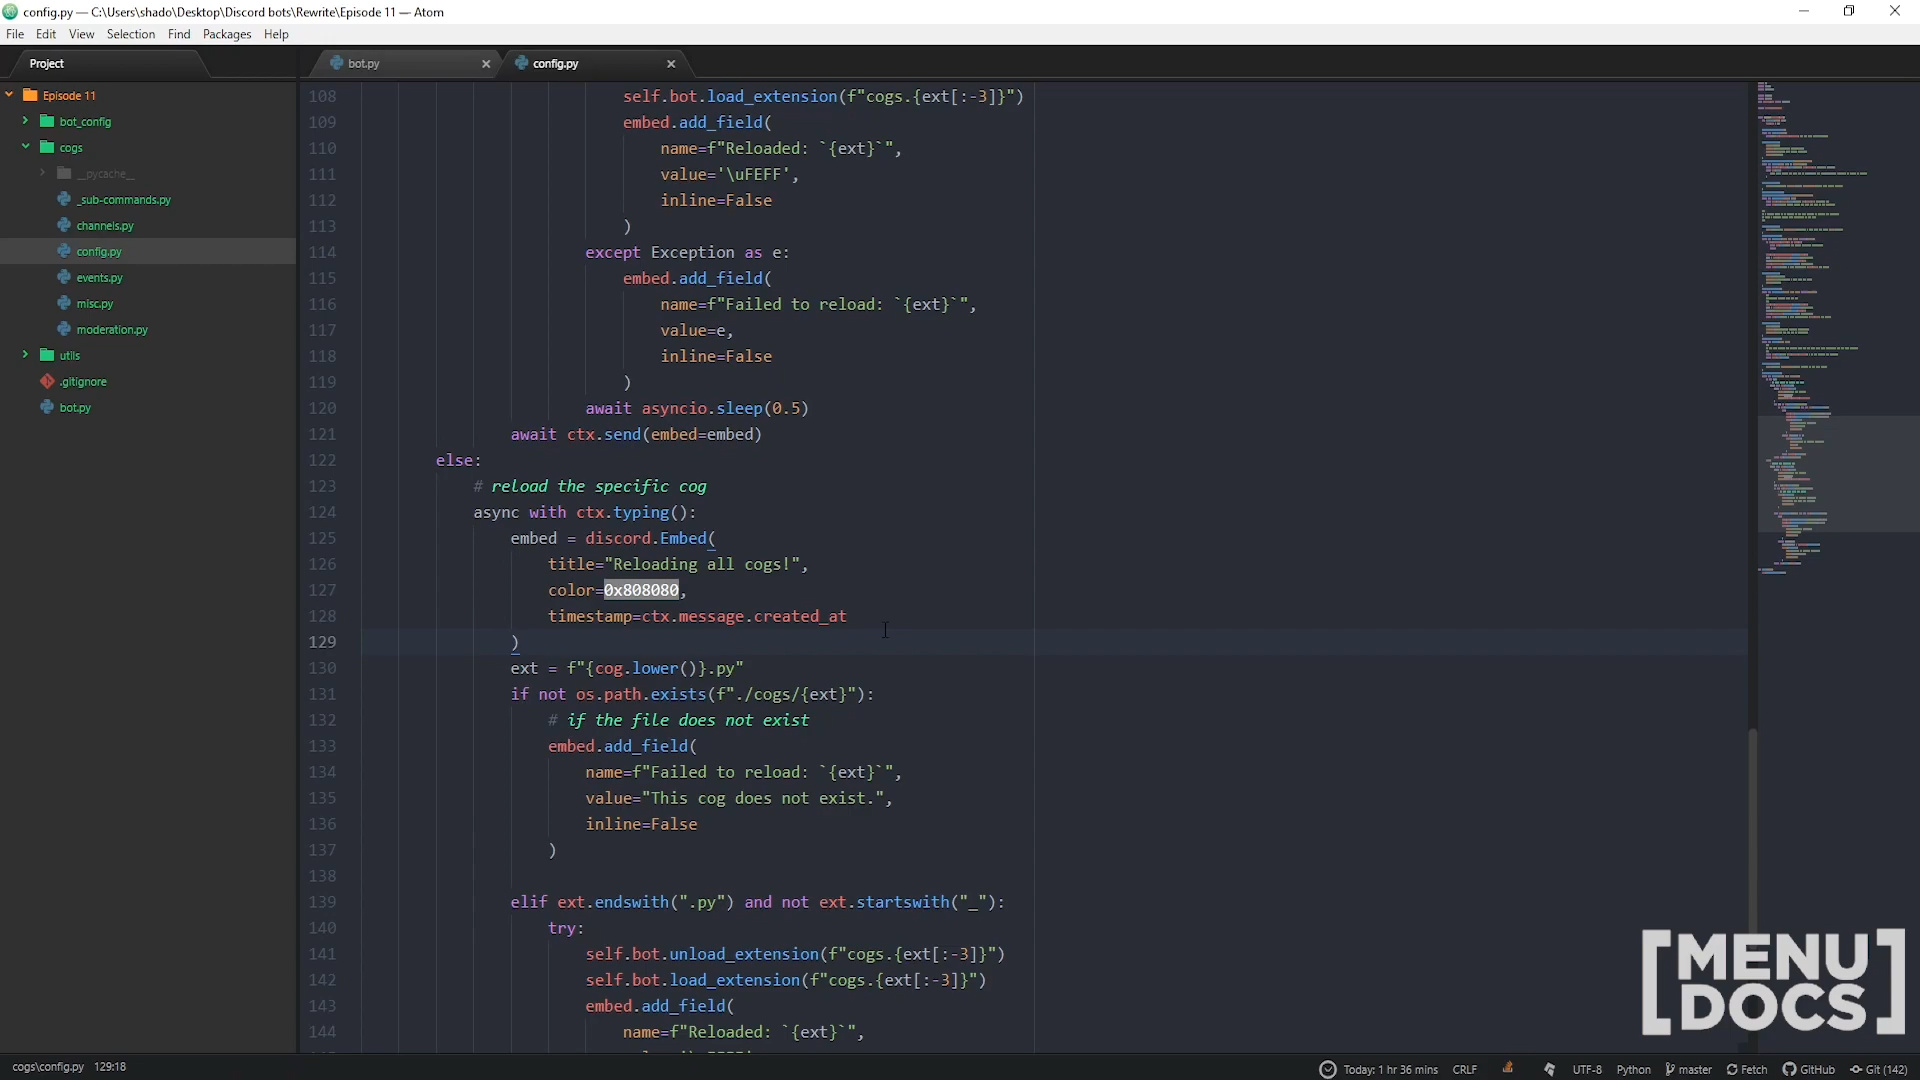 config.py — C:\Users\shado\Desktop\Discord bots\Rewrite\Episode 11 — Atom
File Edit View Selection Find Packages Help
Project
bot.py
config.py
Episode 11
bot_config
cogs
__pycache__
_sub-commands.py
channels.py
config.py
events.py
misc.py
moderation.py
utils
.gitignore
bot.py
108 self.bot.load_extension(f"cogs.{ext[:-3]}")
109 embed.add_field(
110 name=f"Reloaded: `{ext}`",
111 value='\uFEFF',
112 inline=False
113 )
114 except Exception as e:
115 embed.add_field(
116 name=f"Failed to reload: `{ext}`",
117 value=e,
118 inline=False
119 )
120 await asyncio.sleep(0.5)
121 await ctx.send(embed=embed)
122 else:
123 # reload the specific cog
124 async with ctx.typing():
125 embed = discord.Embed(
126 title="Reloading all cogs!",
127 color=0x808080,
128 timestamp=ctx.message.created_at
129 )
130 ext = f"{cog.lower()}.py"
131 if not os.path.exists(f"./cogs/{ext}"):
132 # if the file does not exist
133 embed.add_field(
134 name=f"Failed to reload: `{ext}`",
135 value="This cog does not exist.",
136 inline=False
137 )
138
139 elif ext.endswith(".py") and not ext.startswith("_"):
140 try:
141 self.bot.unload_extension(f"cogs.{ext[:-3]}")
142 self.bot.load_extension(f"cogs.{ext[:-3]}")
143 embed.add_field(
144 name=f"Reloaded: `{ext}`",
[MENU
DOCS]
cogs\config.py 129:18
Today: 1 hr 36 mins CRLF UTF-8 Python master Fetch GitHub Git (142)